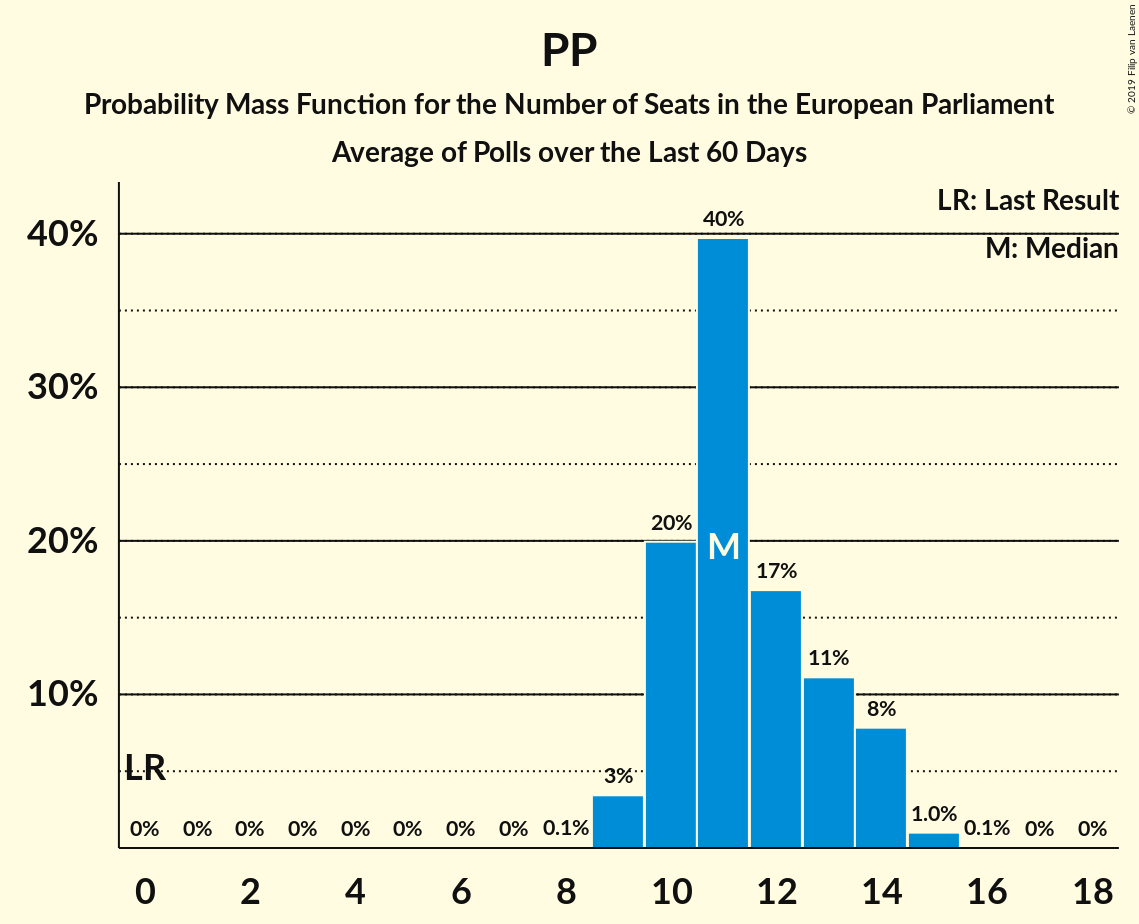 PP
Probability Mass Function for the Number of Seats in the European Parliament
Average of Polls over the Last 60 Days
© 2019 Filip van Laenen
LR: Last Result
M: Median
40%
30%
20%
10%
40%
20%
M
17%
11%
8%
LR
3%
0% 0% 0% 0% 0% 0% 0% 0% 0.1% 1.0% 0.1% 0% 0%
0 2 4 6 8 10 12 14 16 18